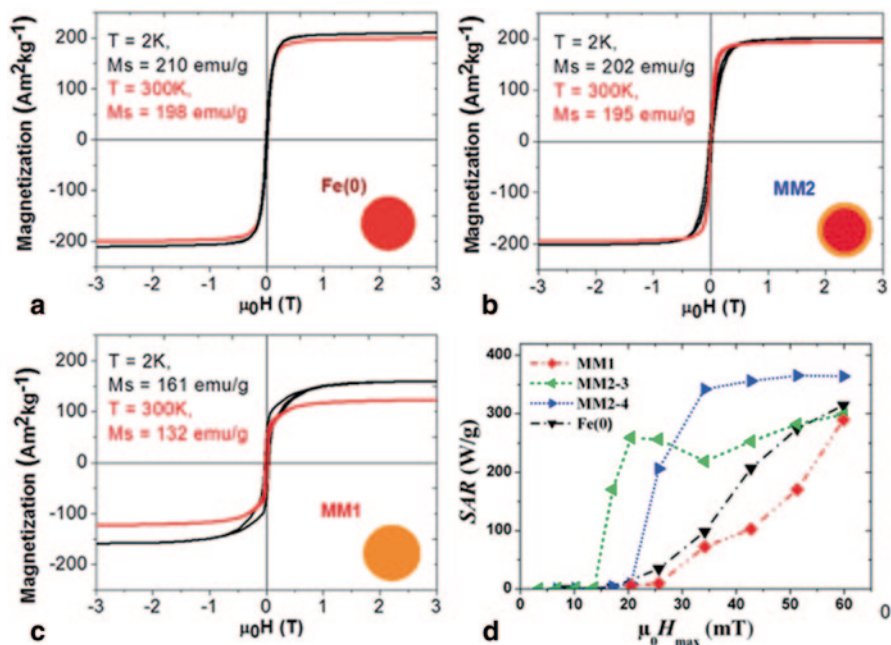 200
100
0
-100
-200
Magnetization (Am²kg⁻¹)
T = 2K,
Ms = 210 emu/g
T = 300K,
Ms = 198 emu/g
Fe(0)
-3 -2 -1 0 1 2 3
μ₀H (T)
a
200
100
0
-100
-200
Magnetization (Am²kg⁻¹)
T = 2K,
Ms = 202 emu/g
T = 300K,
Ms = 195 emu/g
MM2
-3 -2 -1 0 1 2 3
μ₀H (T)
b
200
100
0
-100
-200
Magnetization (Am²kg⁻¹)
T = 2K,
Ms = 161 emu/g
T = 300K,
Ms = 132 emu/g
MM1
-3 -2 -1 0 1 2 3
μ₀H (T)
c
400
300
200
100
0
SAR (W/g)
MM1
MM2-3
MM2-4
Fe(0)
0 10 20 30 40 50 60
0
μₒHmax (mT)
d